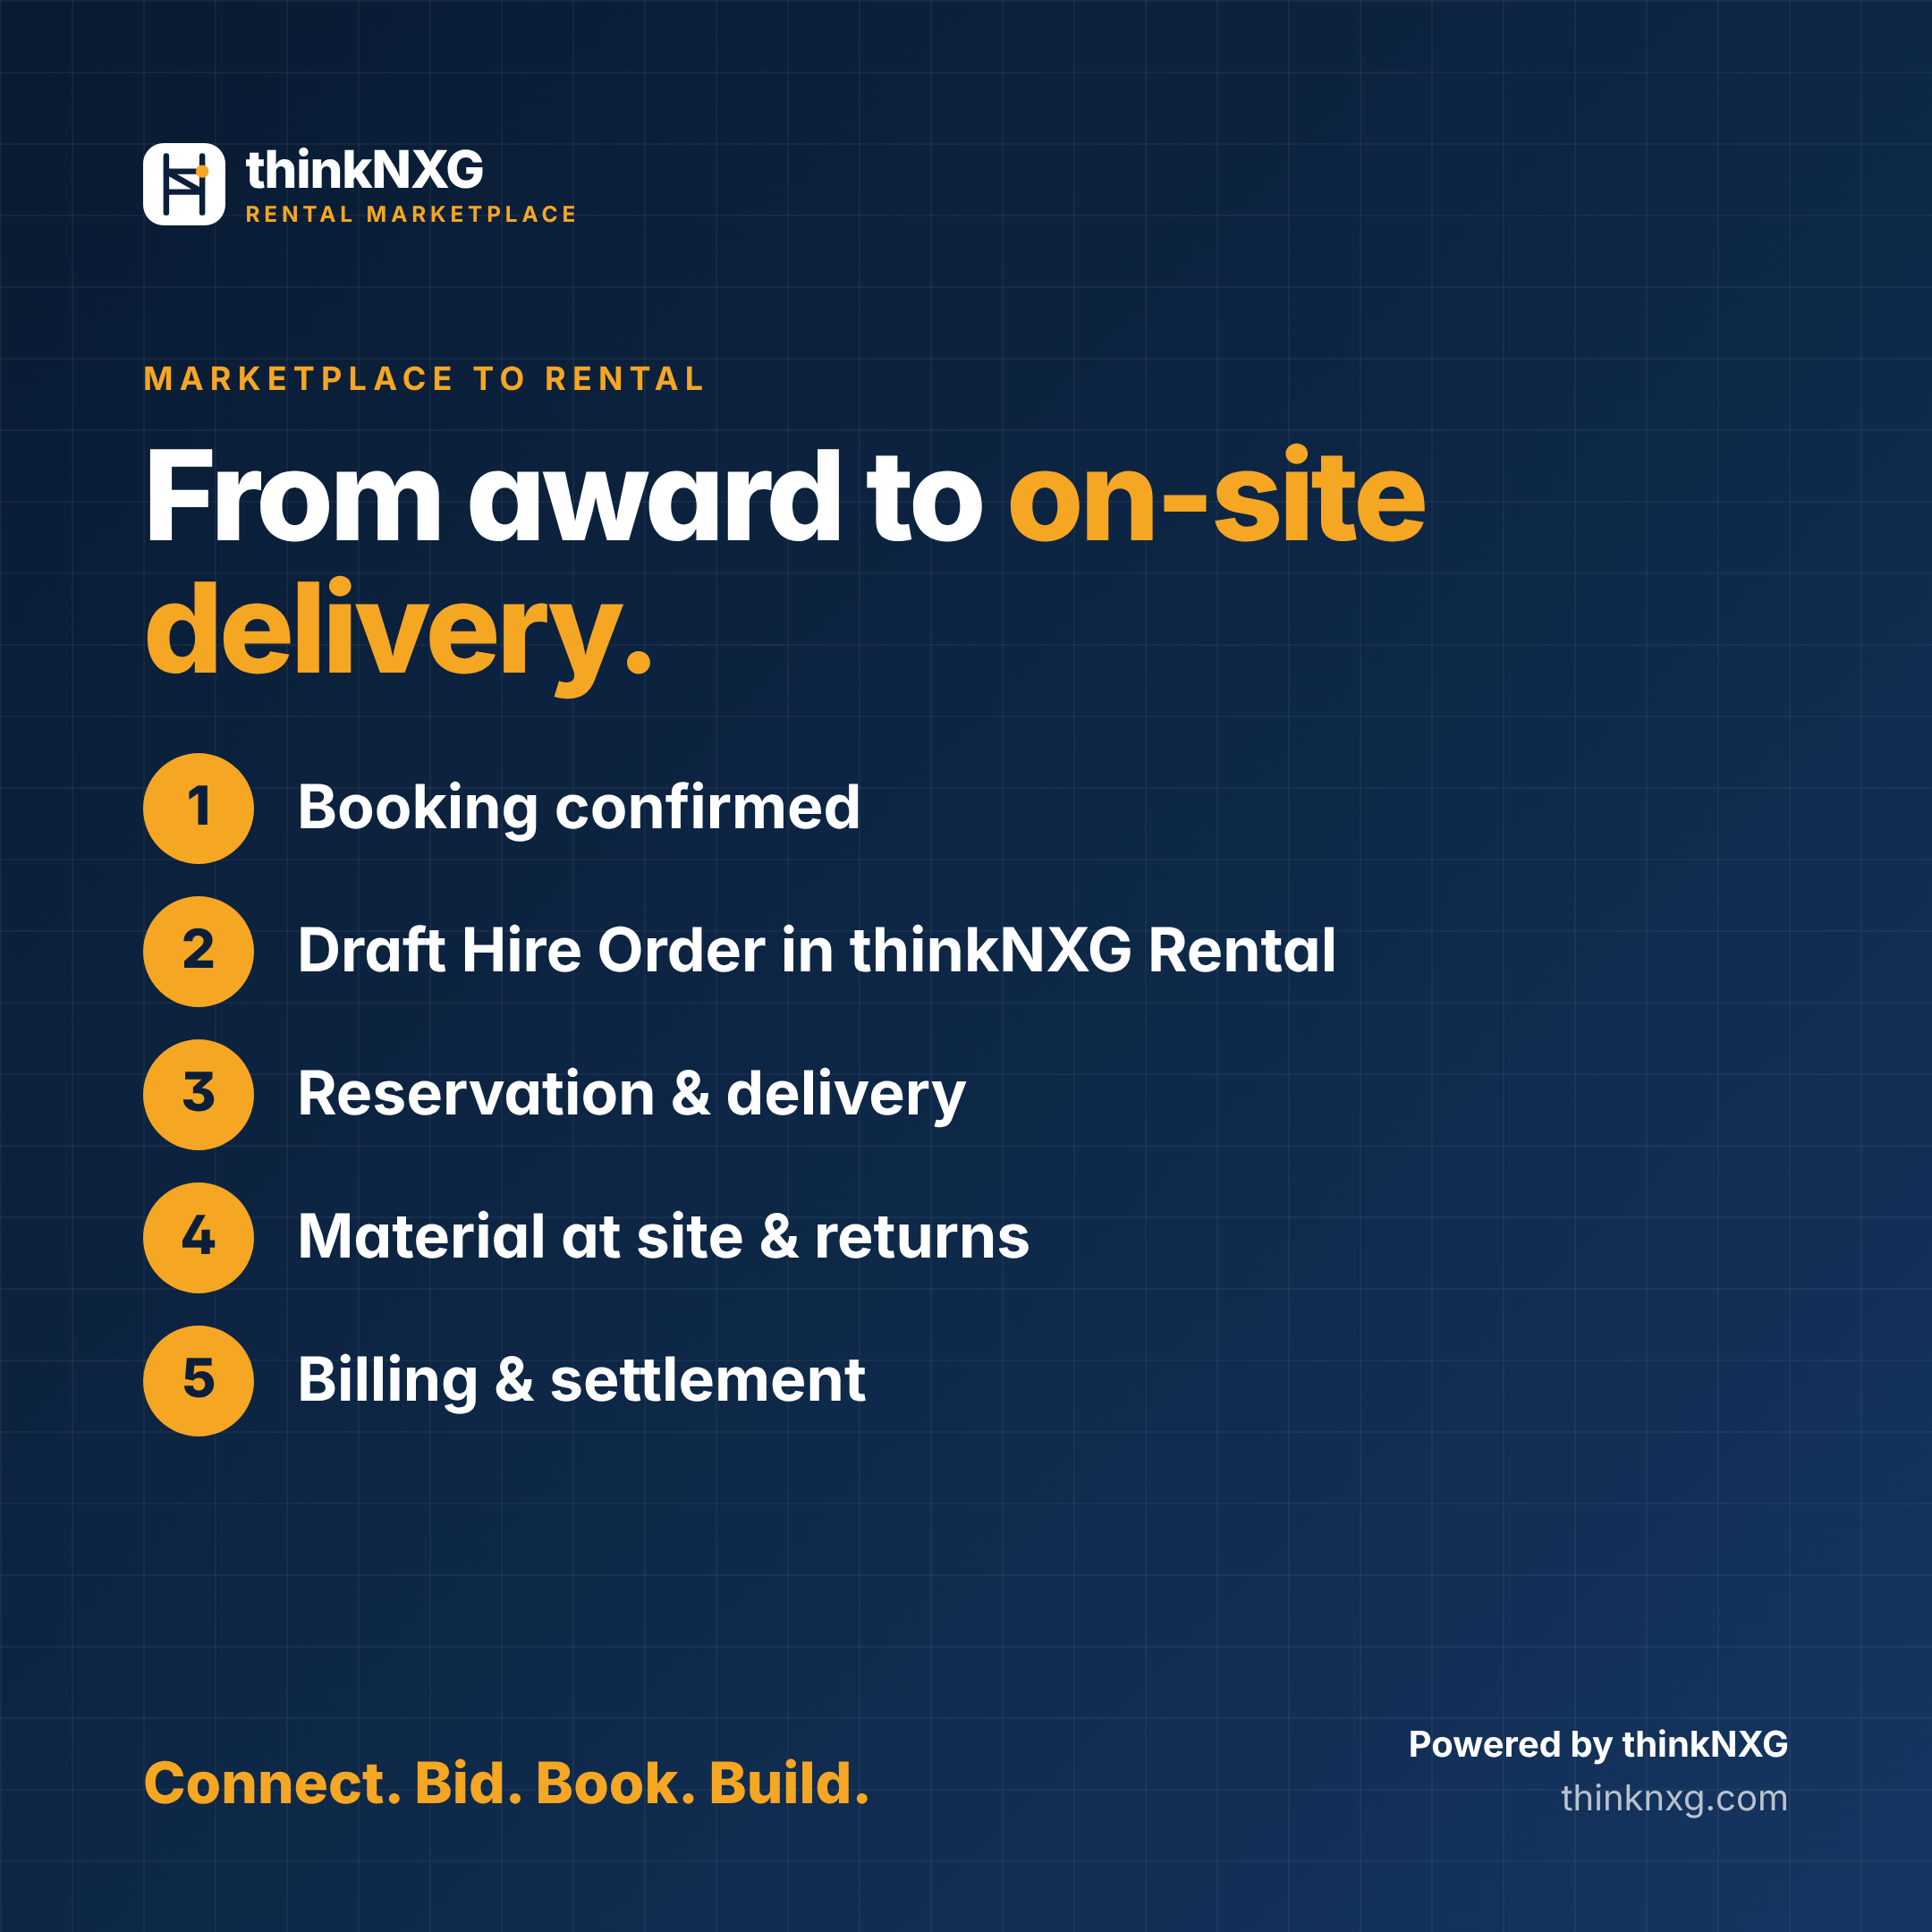 thinkNXG
RENTAL MARKETPLACE
MARKETPLACE TO RENTAL
From award to on-site
delivery.
1 Booking confirmed
2 Draft Hire Order in thinkNXG Rental
3 Reservation & delivery
4 Material at site & returns
5 Billing & settlement
Connect. Bid. Book. Build.
Powered by thinkNXG
thinknxg.com